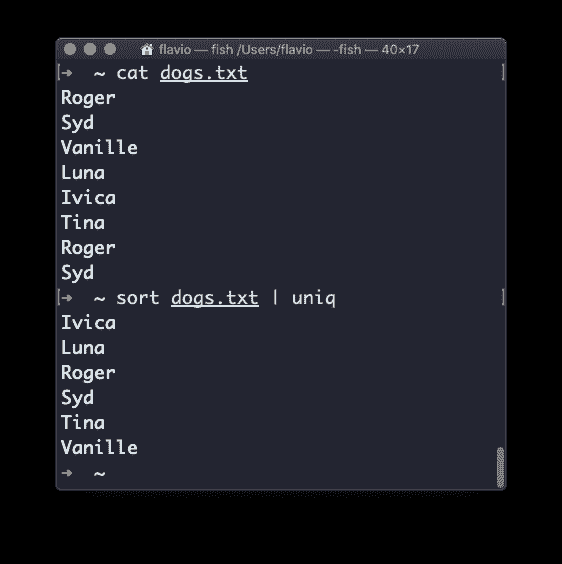 flavio — fish /Users/flavio — -fish — 40×17
[➜ ~ cat dogs.txt ]
Roger
Syd
Vanille
Luna
Ivica
Tina
Roger
Syd
[➜ ~ sort dogs.txt | uniq ]
Ivica
Luna
Roger
Syd
Tina
Vanille
➜ ~